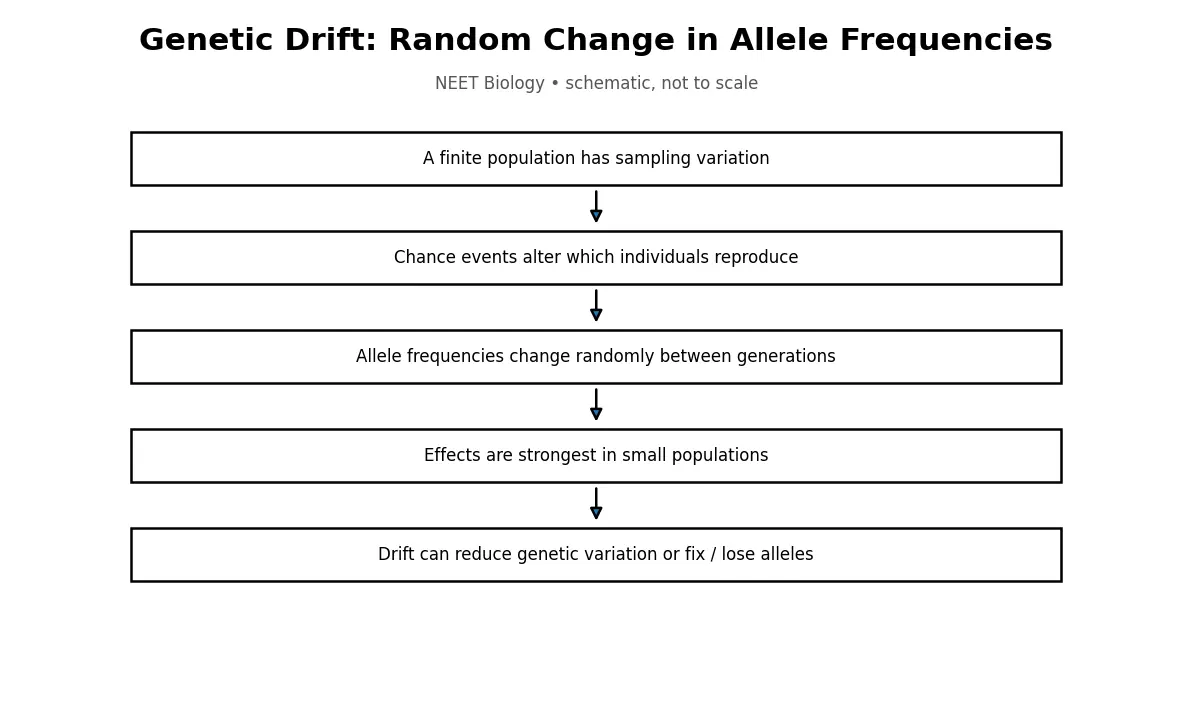 Genetic Drift: Random Change in Allele Frequencies
NEET Biology • schematic, not to scale
A finite population has sampling variation
Chance events alter which individuals reproduce
Allele frequencies change randomly between generations
Effects are strongest in small populations
Drift can reduce genetic variation or fix / lose alleles